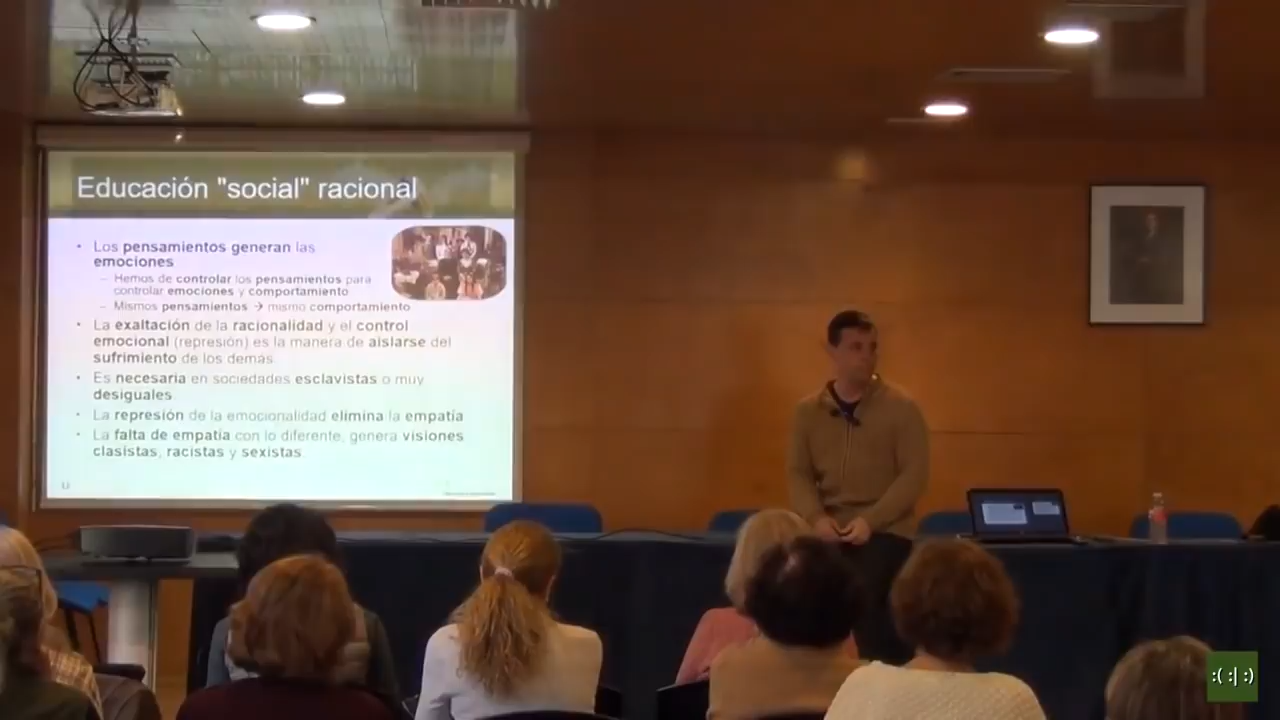 Educación "social" racional
• Los pensamientos generan las
emociones
– Hemos de controlar los pensamientos para
controlar emociones y comportamiento
– Mismos pensamientos → mismo comportamiento
• La exaltación de la racionalidad y el control
emocional (represión) es la manera de aislarse del
sufrimiento de los demás.
• Es necesaria en sociedades esclavistas o muy
desiguales
• La represión de la emocionalidad elimina la empatía
• La falta de empatía con lo diferente, genera visiones
clasistas, racistas y sexistas.
:( :| :)